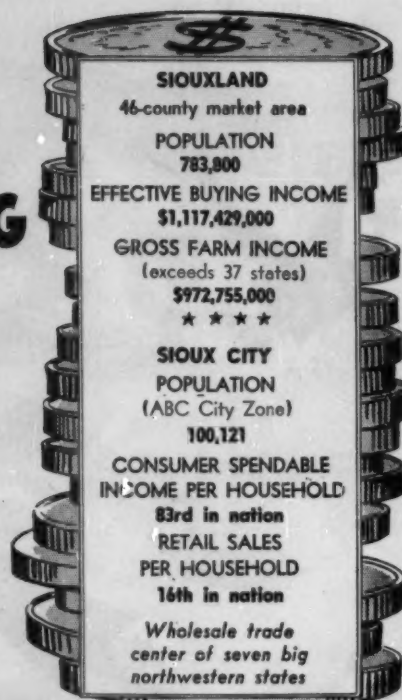 $
G
SIOUXLAND
46-county market area
POPULATION
783,800
EFFECTIVE BUYING INCOME
$1,117,429,000
GROSS FARM INCOME
(exceeds 37 states)
$972,755,000
★ ★ ★ ★
SIOUX CITY
POPULATION
(ABC City Zone)
100,121
CONSUMER SPENDABLE
INCOME PER HOUSEHOLD
83rd in nation
RETAIL SALES
PER HOUSEHOLD
16th in nation
Wholesale trade
center of seven big
northwestern states